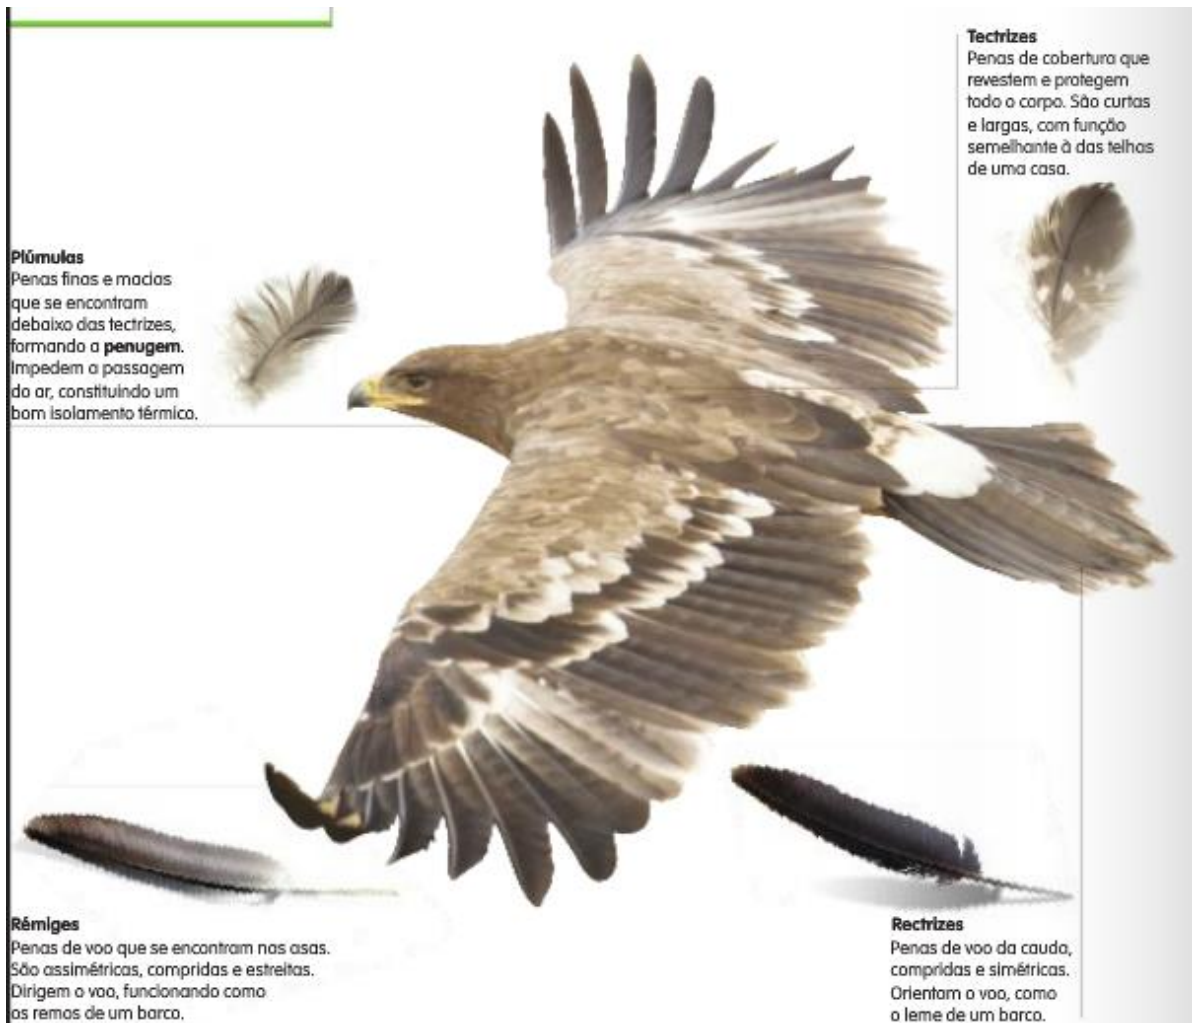 Tectrizes
Penas de cobertura que
revestem e protegem
todo o corpo. São curtas
e largas, com função
semelhante à das telhas
de uma casa.
Plúmulas
Penas finas e macias
que se encontram
debaixo das tectrizes,
formando a penugem.
Impedem a passagem
do ar, constituindo um
bom isolamento térmico.
Rémiges
Penas de voo que se encontram nas asas.
São assimétricas, compridas e estreitas.
Dirigem o voo, funcionando como
os remos de um barco.
Rectrizes
Penas de voo da cauda,
compridas e simétricas.
Orientam o voo, como
o leme de um barco.